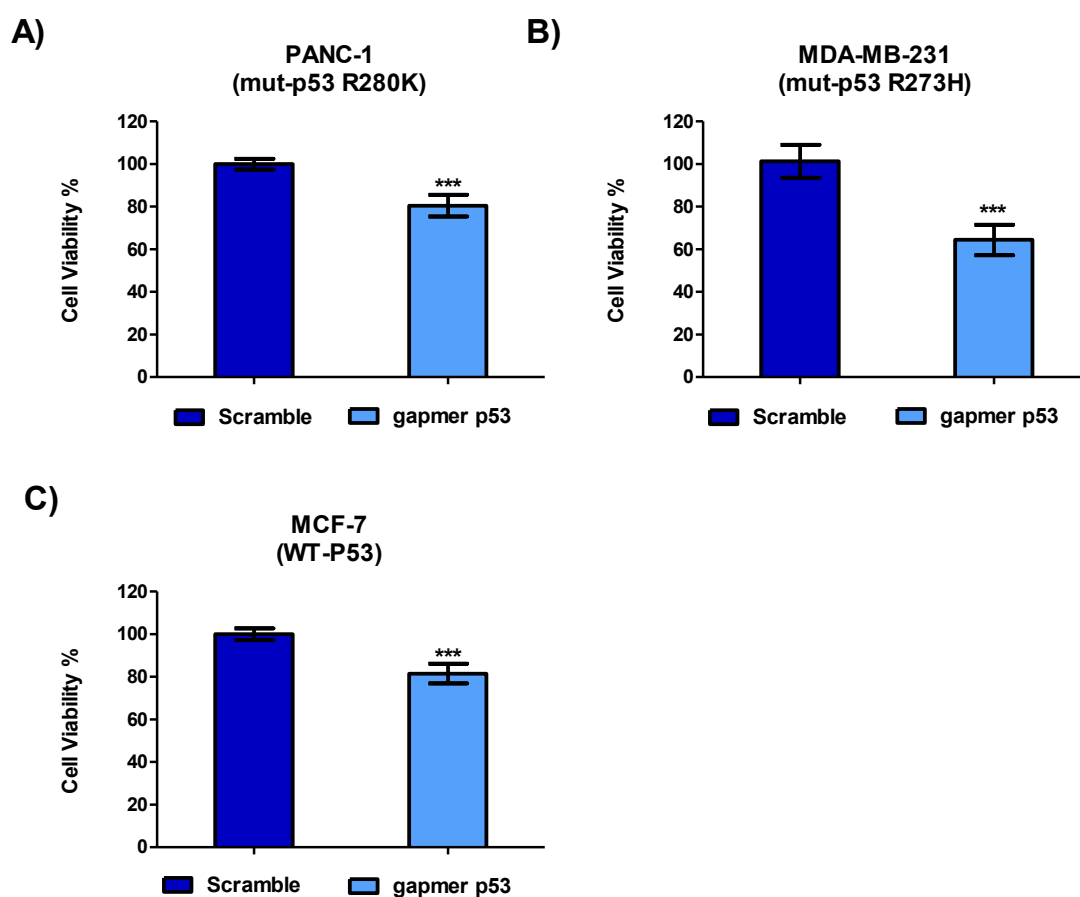 A)
PANC-1
(mut-p53 R280K)
Cell Viability %
120
100
80
60
40
20
0
***
Scramble gapmer p53
B)
MDA-MB-231
(mut-p53 R273H)
Cell Viability %
120
100
80
60
40
20
0
***
Scramble gapmer p53
C)
MCF-7
(WT-P53)
Cell Viability %
120
100
80
60
40
20
0
***
Scramble gapmer p53